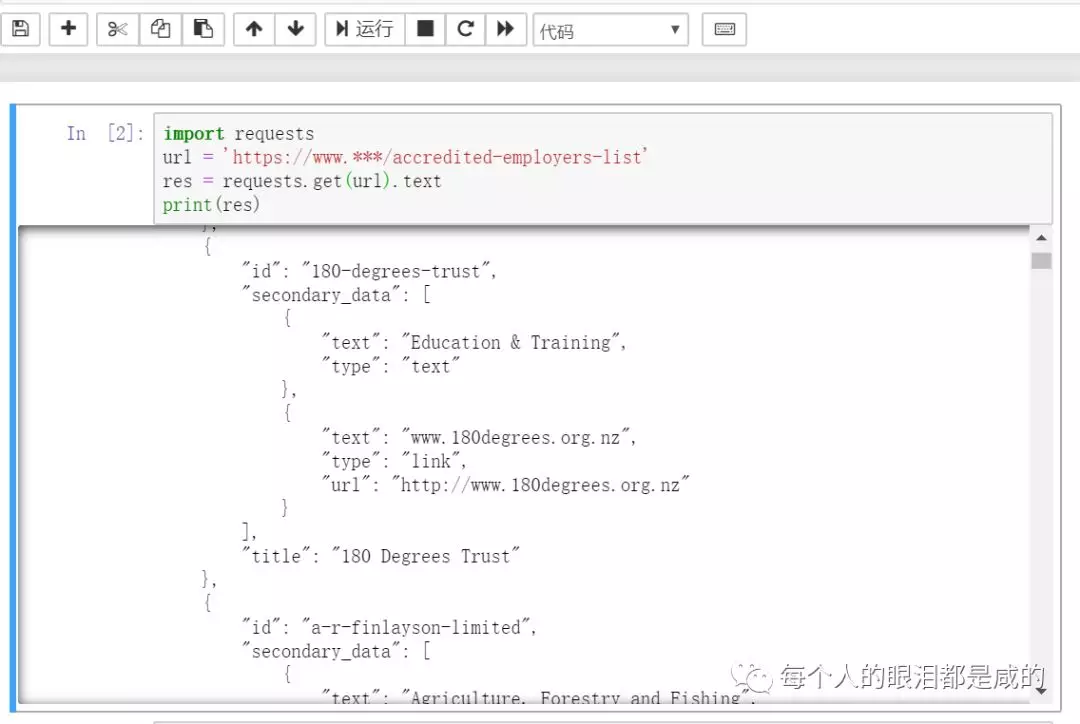 运行
代码
In [2]:
import requests
url = 'https://www.***/accredited-employers-list'
res = requests.get(url).text
print(res)
},
{
"id": "180-degrees-trust",
"secondary_data": [
{
"text": "Education & Training",
"type": "text"
},
{
"text": "www.180degrees.org.nz",
"type": "link",
"url": "http://www.180degrees.org.nz"
}
],
"title": "180 Degrees Trust"
},
{
"id": "a-r-finlayson-limited",
"secondary_data": [
{
"text": "Agriculture, Forestry and Fishing",
每个人的眼泪都是咸的